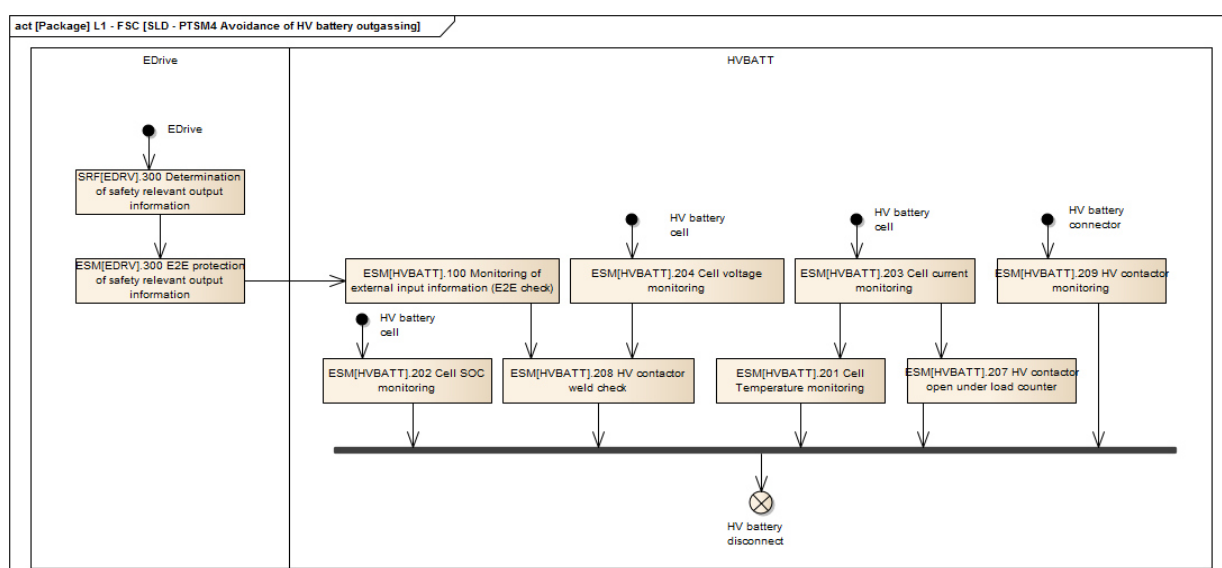 act [Package] L1 - FSC [SLD - PTSM4 Avoidance of HV battery outgassing]
EDrive
HVBATT
EDrive
SRF[EDRV].300 Determination
of safety relevant output
information
HV battery
cell
HV battery
cell
HV battery
connector
ESM[EDRV].300 E2E protection
of safety relevant output
information
ESM[HVBATT].100 Monitoring of
external input information (E2E check)
ESM[HVBATT].204 Cell voltage
monitoring
ESM[HVBATT].203 Cell current
monitoring
ESM[HVBATT].209 HV contactor
monitoring
HV battery
cell
ESM[HVBATT].202 Cell SOC
monitoring
ESM[HVBATT].208 HV contactor
weld check
ESM[HVBATT].201 Cell
Temperature monitoring
ESM[HVBATT].207 HV contactor
open under load counter
HV battery
disconnect